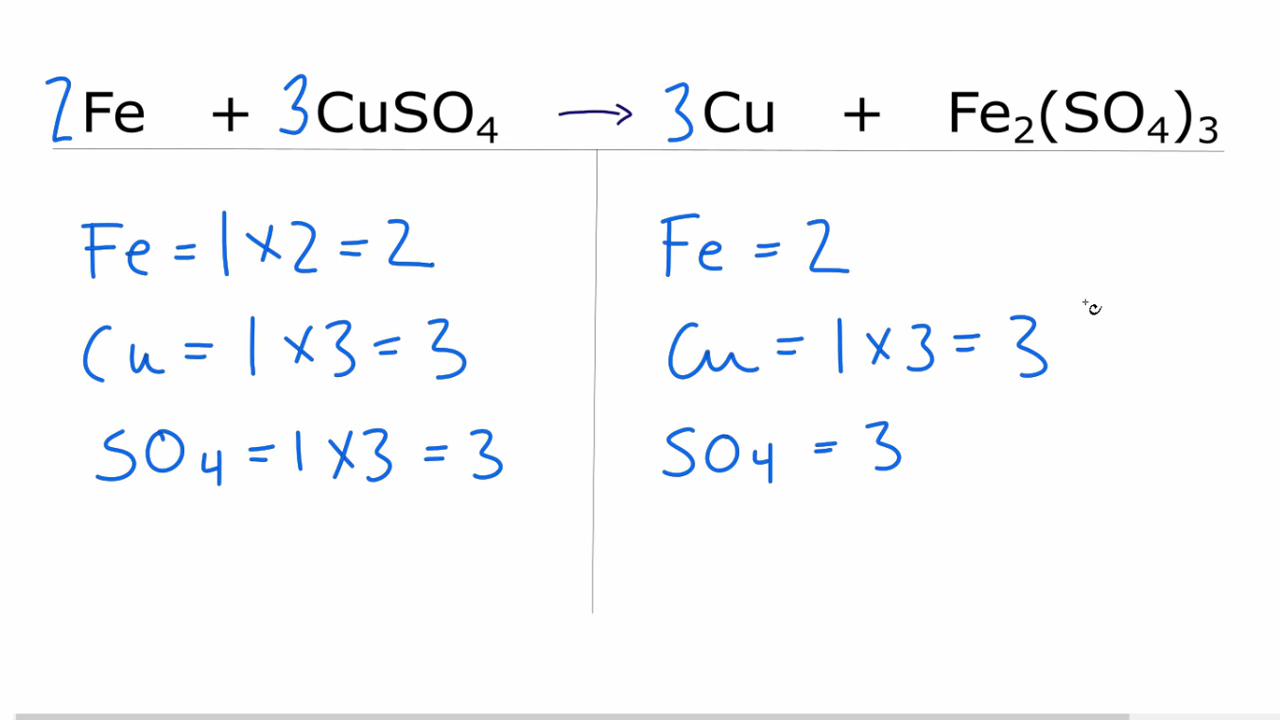 2Fe + 3CuSO₄ → 3Cu + Fe₂(SO₄)₃
Fe = 1 × 2 = 2
Cu = 1 × 3 = 3
SO₄ = 1 × 3 = 3
Fe = 2
Cu = 1 × 3 = 3
SO₄ = 3